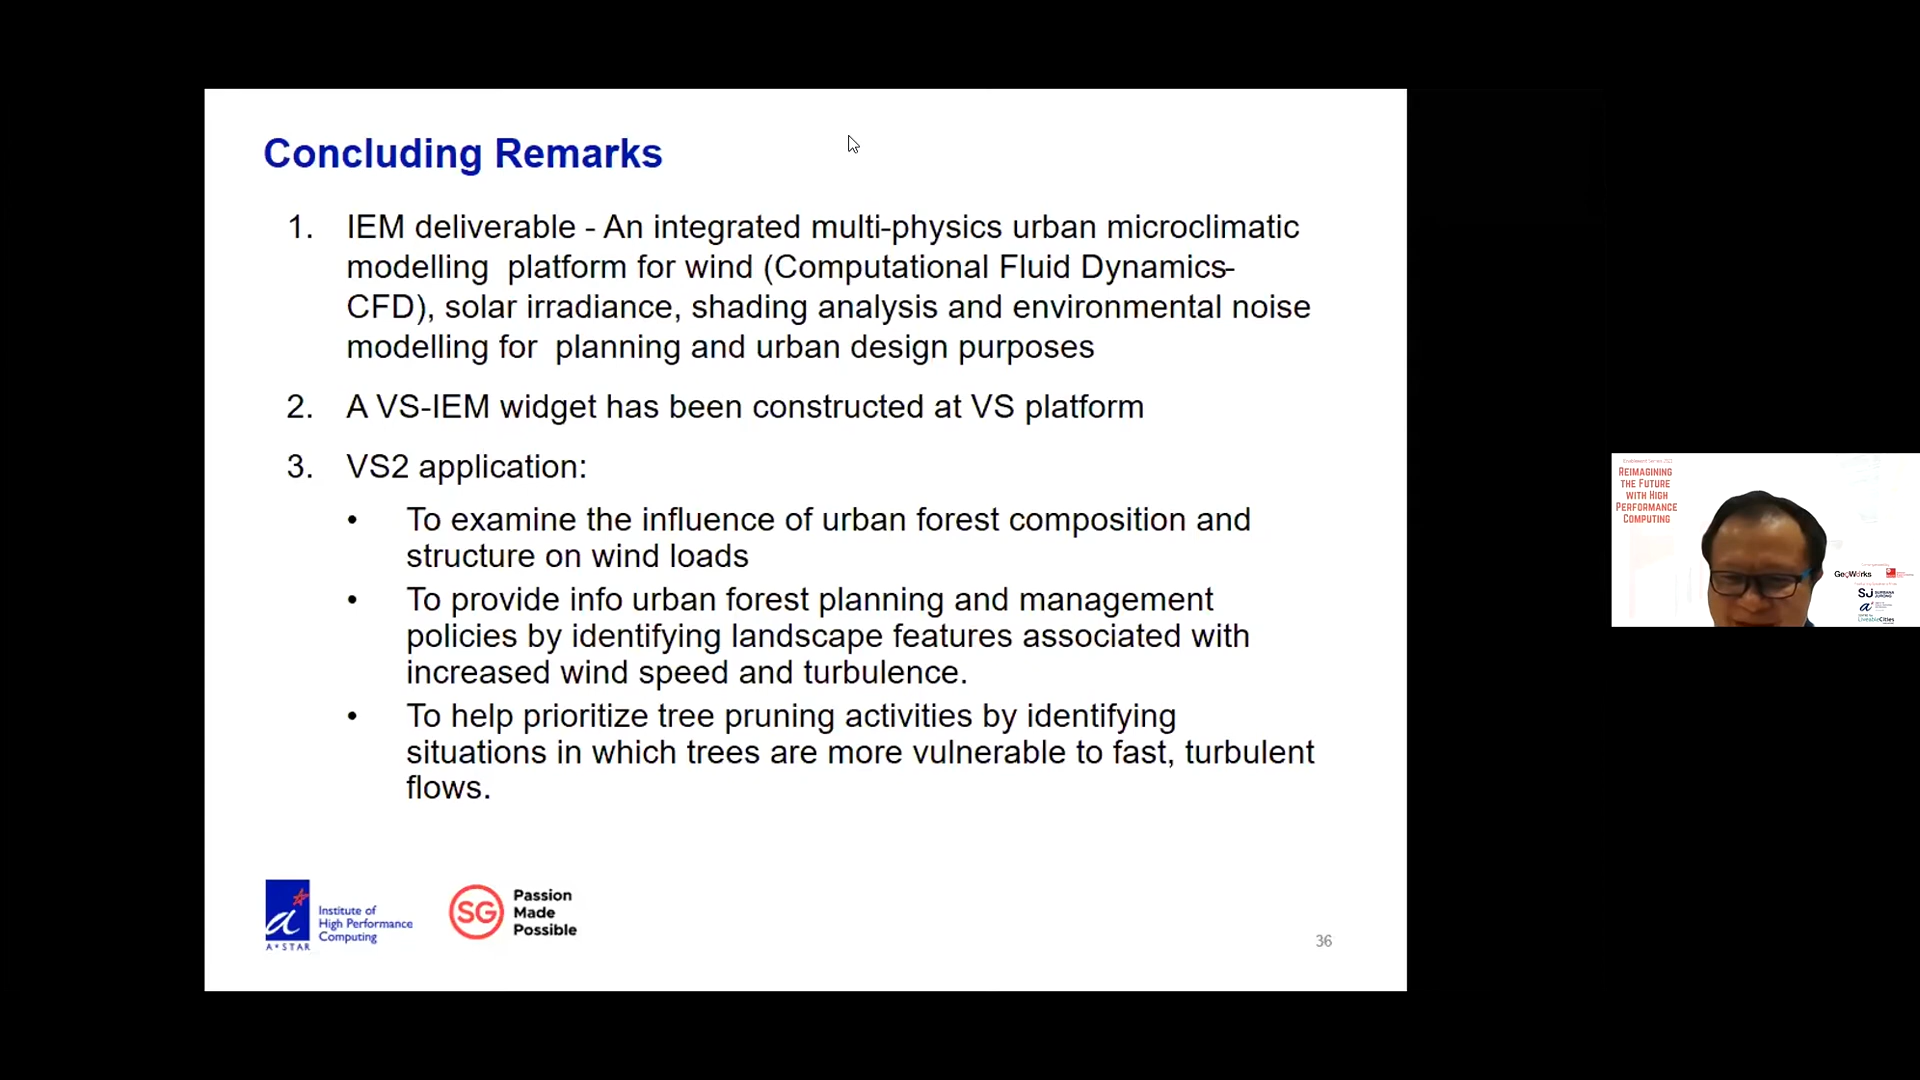 Concluding Remarks
1. IEM deliverable - An integrated multi-physics urban microclimatic
modelling platform for wind (Computational Fluid Dynamics-
CFD), solar irradiance, shading analysis and environmental noise
modelling for planning and urban design purposes
2. A VS-IEM widget has been constructed at VS platform
3. VS2 application:
• To examine the influence of urban forest composition and
structure on wind loads
• To provide info urban forest planning and management
policies by identifying landscape features associated with
increased wind speed and turbulence.
• To help prioritize tree pruning activities by identifying
situations in which trees are more vulnerable to fast, turbulent
flows.
a
A*STAR
Institute of
High Performance
Computing
SG
Passion
Made
Possible
36
REIMAGINING
THE FUTURE
WITH HIGH
PERFORMANCE
COMPUTING
GeoWorks
SJ SURBANA
JURONG
LiveableCities